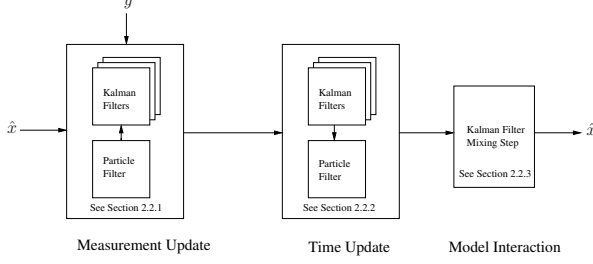 y
x̂
Kalman
Filters
Particle
Filter
See Section 2.2.1
Measurement Update
Kalman
Filters
Particle
Filter
See Section 2.2.2
Time Update
Kalman Filter
Mixing Step
See Section 2.2.3
Model Interaction
x̂